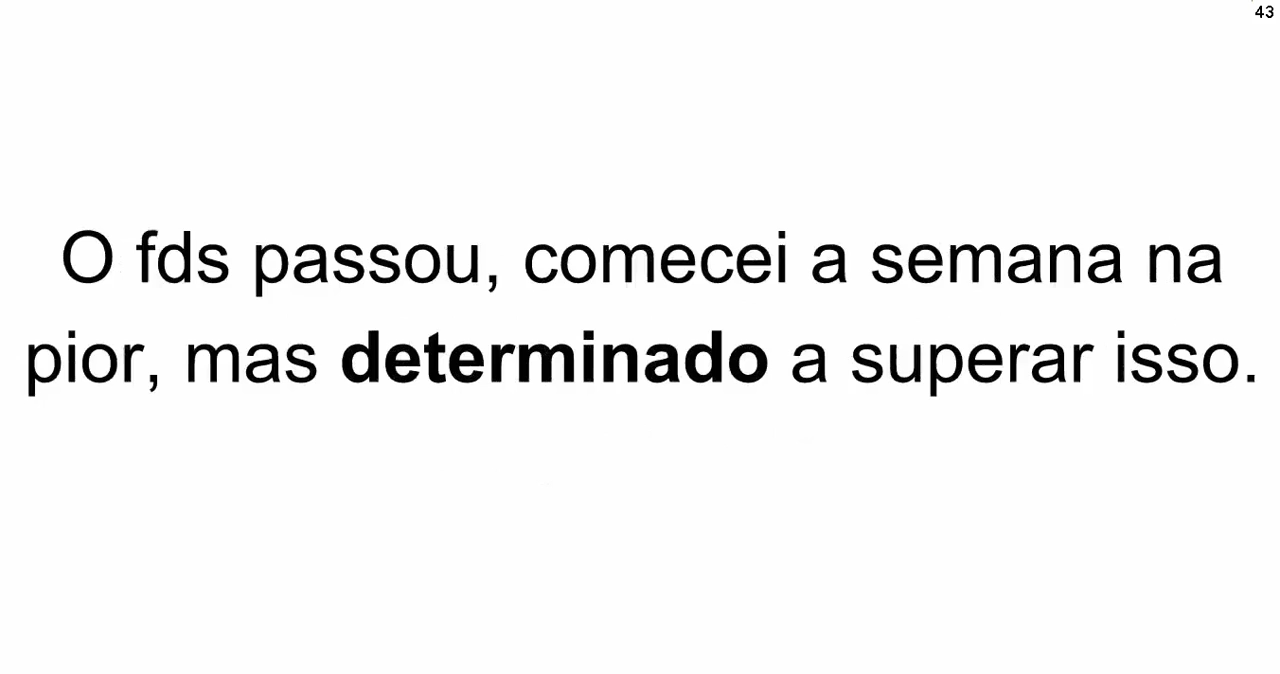 43
O fds passou, comecei a semana na
pior, mas determinado a superar isso.